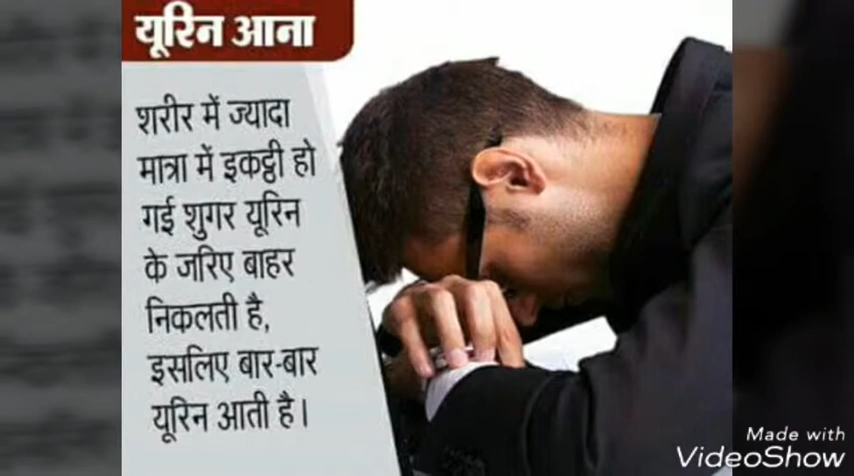 यूरिन आना
शरीर में ज्यादा
मात्रा में इकट्ठी हो
गई शुगर यूरिन
के जरिए बाहर
निकलती है,
इसलिए बार-बार
यूरिन आती है।
Made with
VideoShow